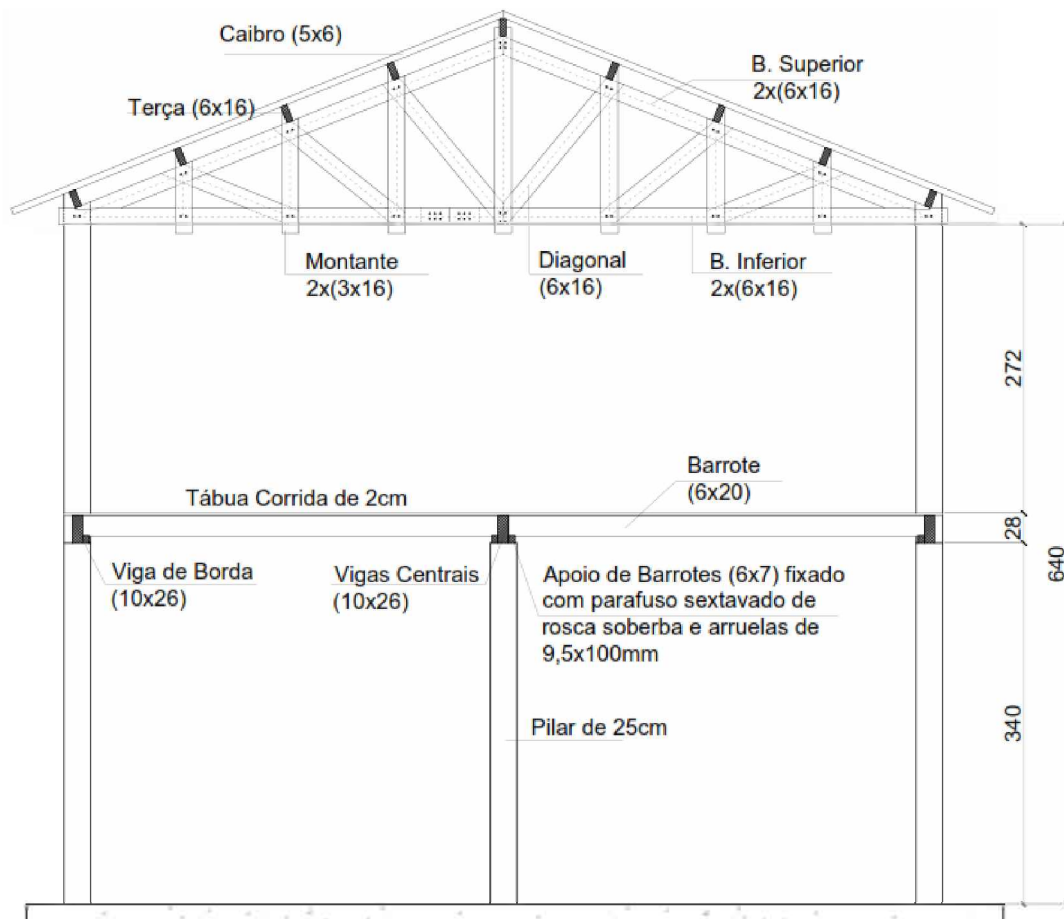 Caibro (5x6)
B. Superior
2x(6x16)
Terça (6x16)
Montante
2x(3x16)
Diagonal
(6x16)
B. Inferior
2x(6x16)
272
Barrote
(6x20)
Tábua Corrida de 2cm
28
640
Viga de Borda
(10x26)
Vigas Centrais
(10x26)
Apoio de Barrotes (6x7) fixado
com parafuso sextavado de
rosca soberba e arruelas de
9,5x100mm
340
Pilar de 25cm